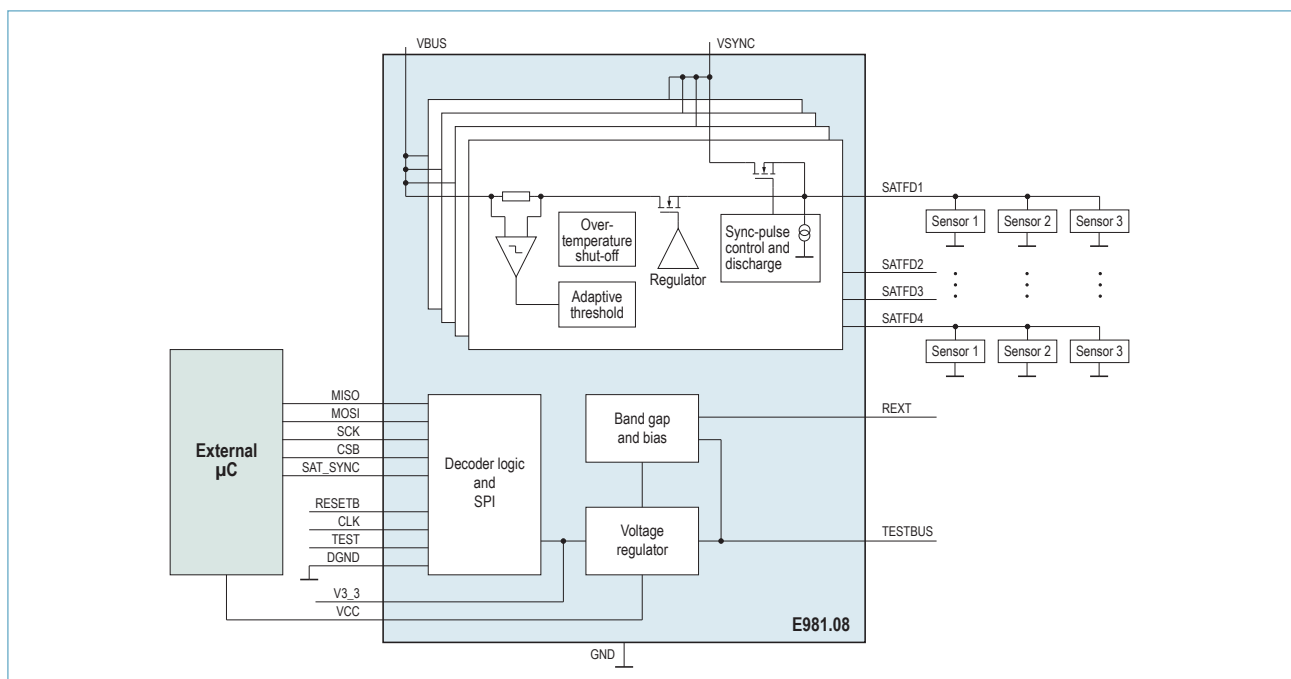 VBUS
VSYNC
Over-
temperature
shut-off
Adaptive
threshold
Regulator
Sync-pulse
control and
discharge
SATFD1
Sensor 1
Sensor 2
Sensor 3
SATFD2
SATFD3
SATFD4
Sensor 1
Sensor 2
Sensor 3
External
µC
MISO
MOSI
SCK
CSB
SAT_SYNC
RESETB
CLK
TEST
DGND
V3_3
VCC
Decoder logic
and
SPI
Band gap
and bias
Voltage
regulator
REXT
TESTBUS
E981.08
GND